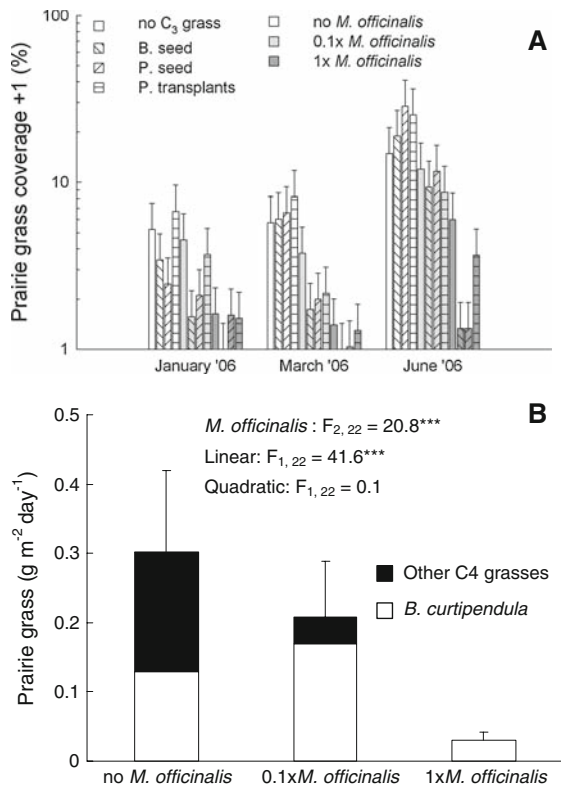 A
no C₃ grass
B. seed
P. seed
P. transplants
no M. officinalis
0.1x M. officinalis
1x M. officinalis
Prairie grass coverage +1 (%)
100
10
1
January '06
March '06
June '06
B
M. officinalis : F₂, ₂₂ = 20.8***
Linear: F₁, ₂₂ = 41.6***
Quadratic: F₁, ₂₂ = 0.1
Other C4 grasses
B. curtipendula
Prairie grass (g m⁻² day⁻¹)
0.5
0.4
0.3
0.2
0.1
0
no M. officinalis
0.1xM. officinalis
1xM. officinalis